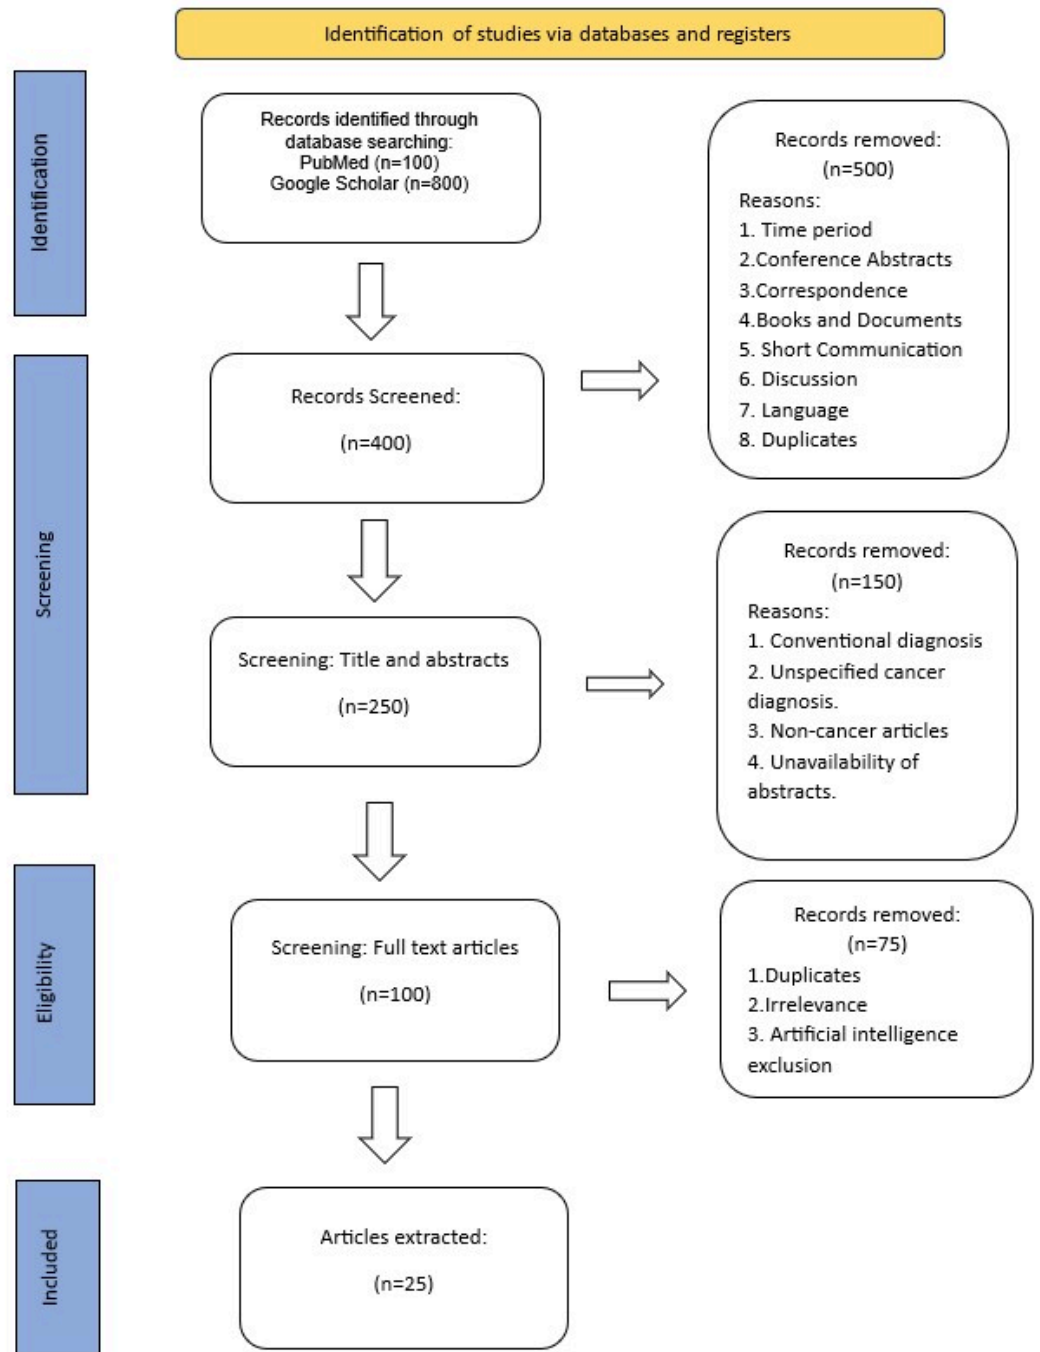 Identification of studies via databases and registers
Identification
Records identified through
database searching:
PubMed (n=100)
Google Scholar (n=800)
Records removed:
(n=500)
Reasons:
1. Time period
2.Conference Abstracts
3.Correspondence
4.Books and Documents
5. Short Communication
6. Discussion
7. Language
8. Duplicates
Screening
Records Screened:
(n=400)
Records removed:
(n=150)
Reasons:
1. Conventional diagnosis
2. Unspecified cancer
diagnosis.
3. Non-cancer articles
4. Unavailability of
abstracts.
Screening: Title and abstracts
(n=250)
Eligibility
Screening: Full text articles
(n=100)
Records removed:
(n=75)
1.Duplicates
2.Irrelevance
3. Artificial intelligence
exclusion
Included
Articles extracted:
(n=25)